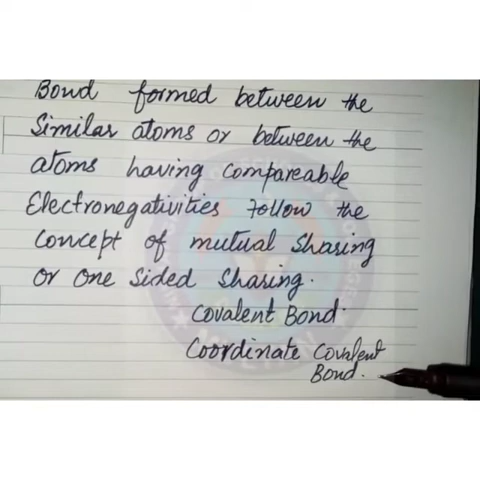 Bond formed between the
Similar atoms or between the
atoms having compareable
Electronegativities Follow the
Concept of mutual Sharing
or one sided Sharing.
Covalent Bond.
Coordinate Covalent
Bond.